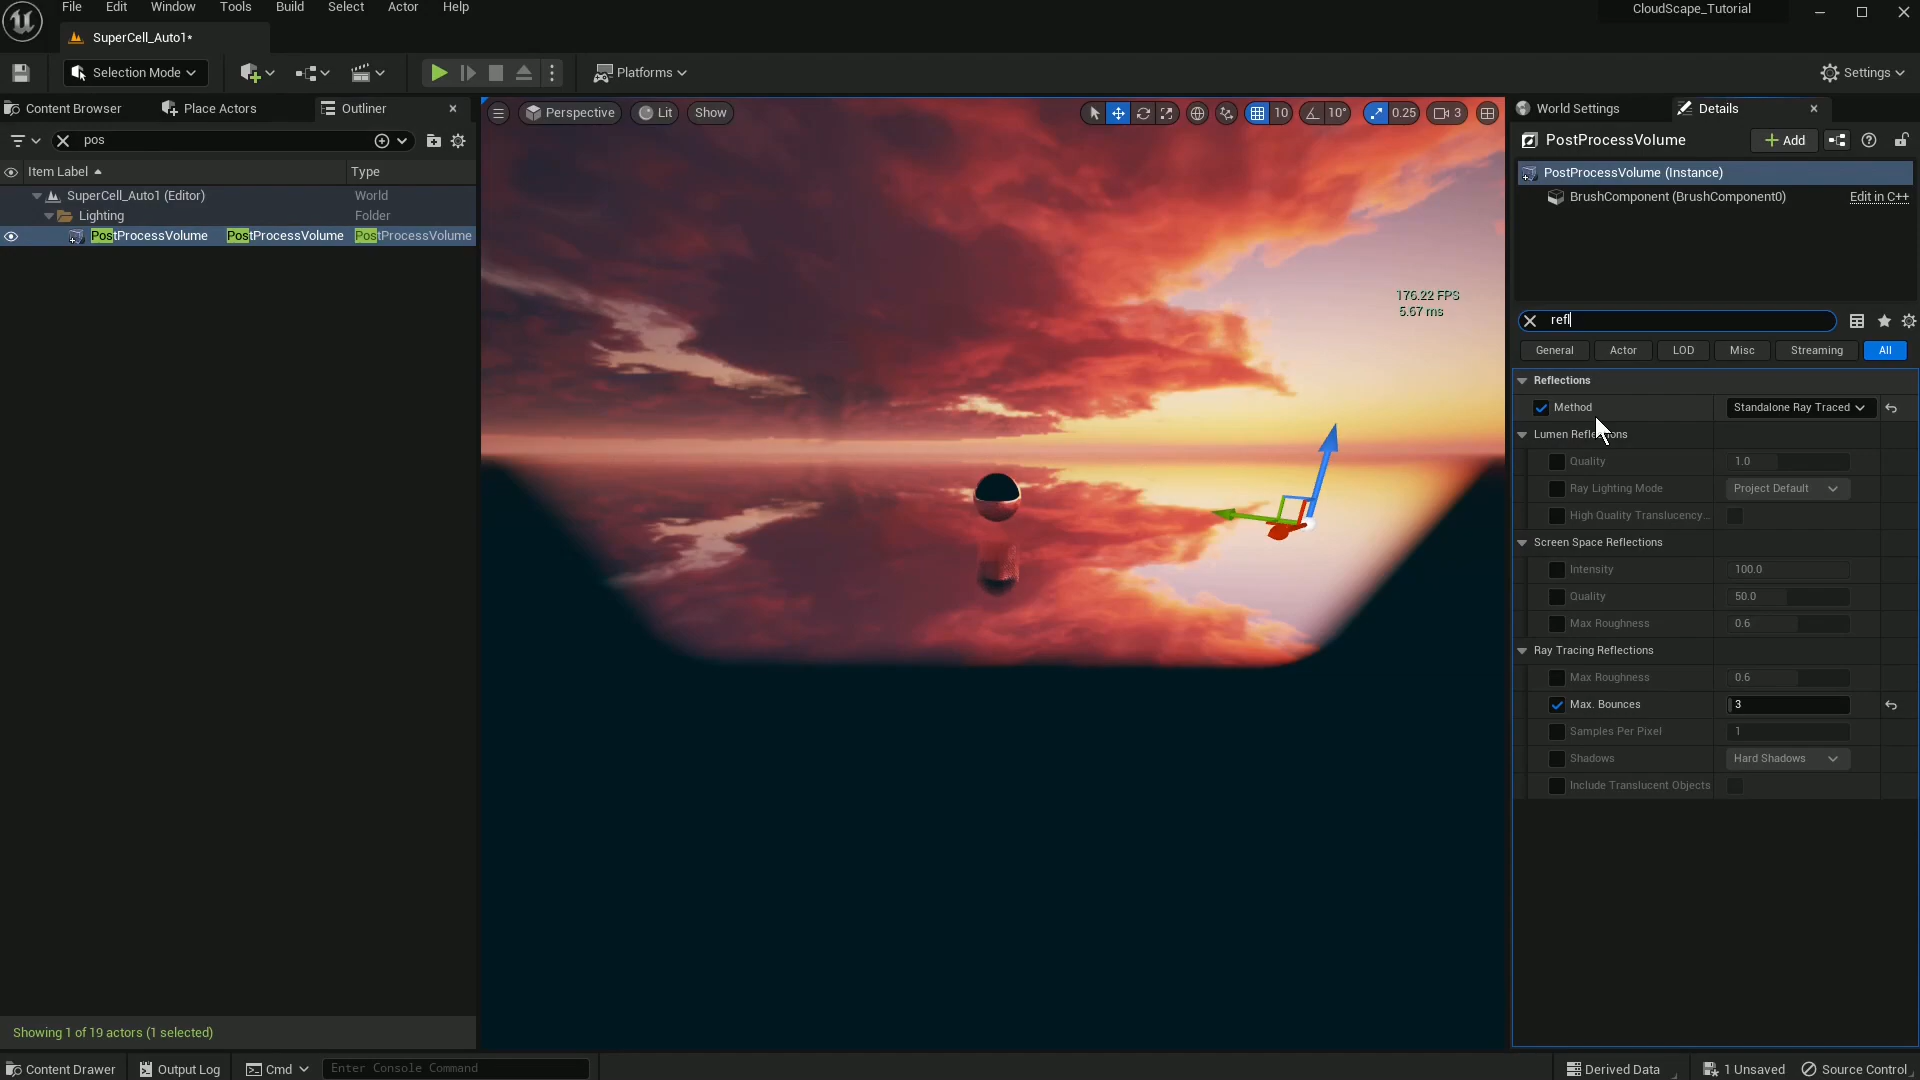 File Edit Window Tools Build Select Actor Help
CloudScape_Tutorial
SuperCell_Auto1*
Selection Mode
Platforms
Settings
Content Browser
Place Actors
Outliner
pos
Item Label
Type
SuperCell_Auto1 (Editor) World
Lighting Folder
PostProcessVolume PostProcessVolume PostProcessVolume
Showing 1 of 19 actors (1 selected)
Perspective
Lit
Show
10
10°
0.25
3
176.22 FPS
5.67 ms
World Settings
Details
PostProcessVolume
Add
PostProcessVolume (Instance)
BrushComponent (BrushComponent0) Edit in C++
refl
General Actor LOD Misc Streaming All
Reflections
Method Standalone Ray Traced
Lumen Reflections
Quality 1.0
Ray Lighting Mode Project Default
High Quality Translucency...
Screen Space Reflections
Intensity 100.0
Quality 50.0
Max Roughness 0.6
Ray Tracing Reflections
Max Roughness 0.6
Max. Bounces 3
Samples Per Pixel 1
Shadows Hard Shadows
Include Translucent Objects
Content Drawer
Output Log
Cmd
Enter Console Command
Derived Data
1 Unsaved
Source Control